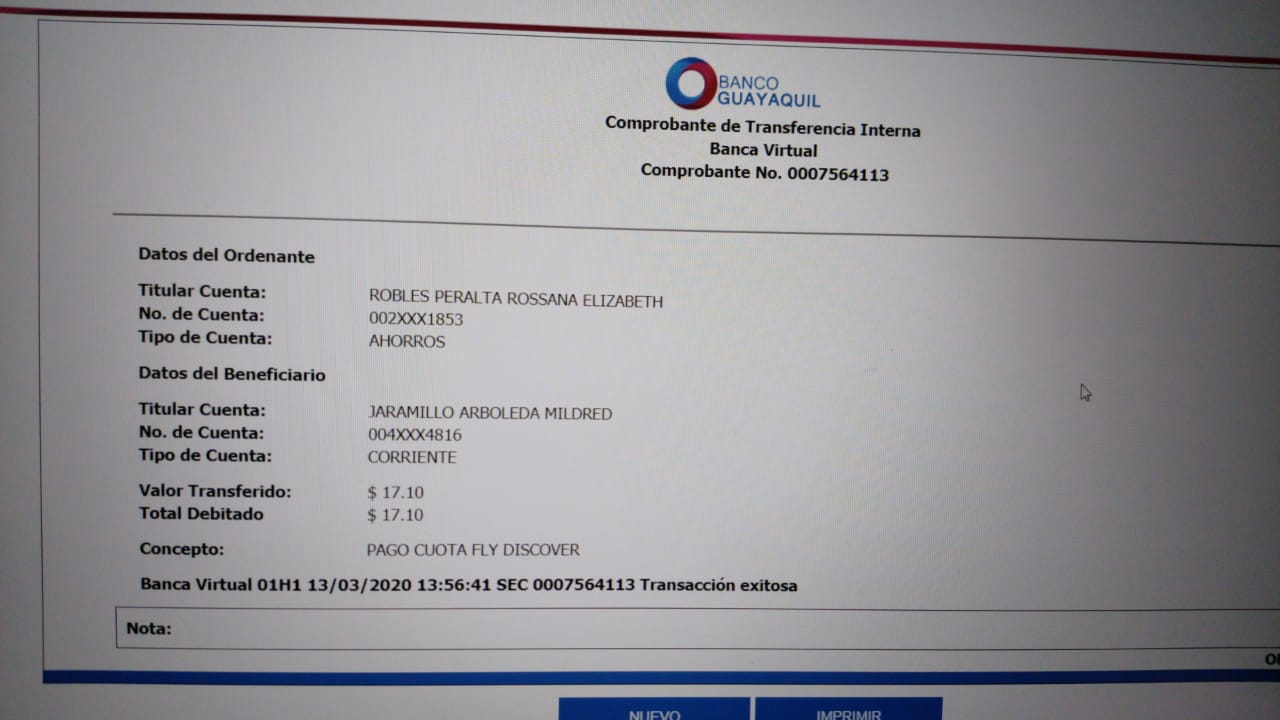 BANCO
GUAYAQUIL
Comprobante de Transferencia Interna
Banca Virtual
Comprobante No. 0007564113
Datos del Ordenante
Titular Cuenta: ROBLES PERALTA ROSSANA ELIZABETH
No. de Cuenta: 002XXX1853
Tipo de Cuenta: AHORROS
Datos del Beneficiario
Titular Cuenta: JARAMILLO ARBOLEDA MILDRED
No. de Cuenta: 004XXX4816
Tipo de Cuenta: CORRIENTE
Valor Transferido: $ 17.10
Total Debitado $ 17.10
Concepto: PAGO CUOTA FLY DISCOVER
Banca Virtual 01H1 13/03/2020 13:56:41 SEC 0007564113 Transacción exitosa
Nota:
NUEVO IMPRIMIR